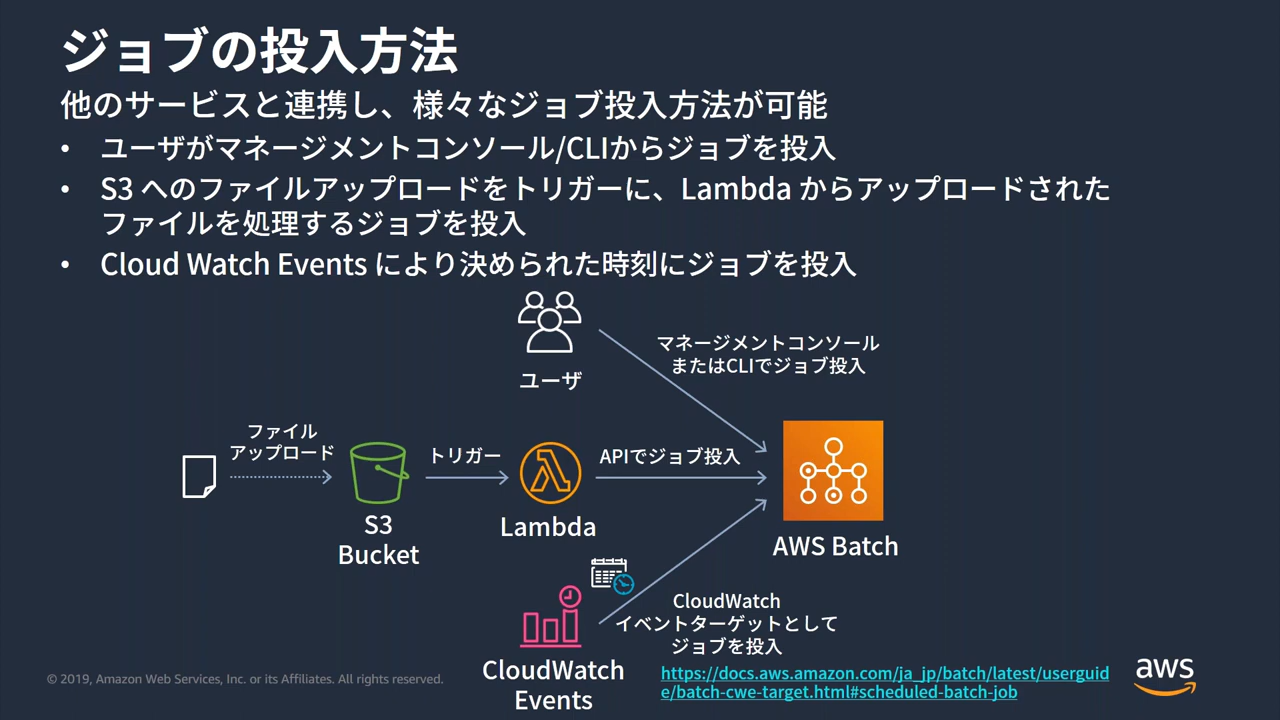 ジョブの投入方法
他のサービスと連携し、様々なジョブ投入方法が可能
• ユーザがマネージメントコンソール/CLIからジョブを投入
• S3 へのファイルアップロードをトリガーに、Lambda からアップロードされた
ファイルを処理するジョブを投入
• Cloud Watch Events により決められた時刻にジョブを投入
ユーザ
マネージメントコンソール
またはCLIでジョブ投入
ファイル
アップロード
S3
Bucket
トリガー
Lambda
APIでジョブ投入
AWS Batch
CloudWatch
イベントターゲットとして
ジョブを投入
CloudWatch
Events
https://docs.aws.amazon.com/ja_jp/batch/latest/userguid
e/batch-cwe-target.html#scheduled-batch-job
© 2019, Amazon Web Services, Inc. or its Affiliates. All rights reserved.
aws